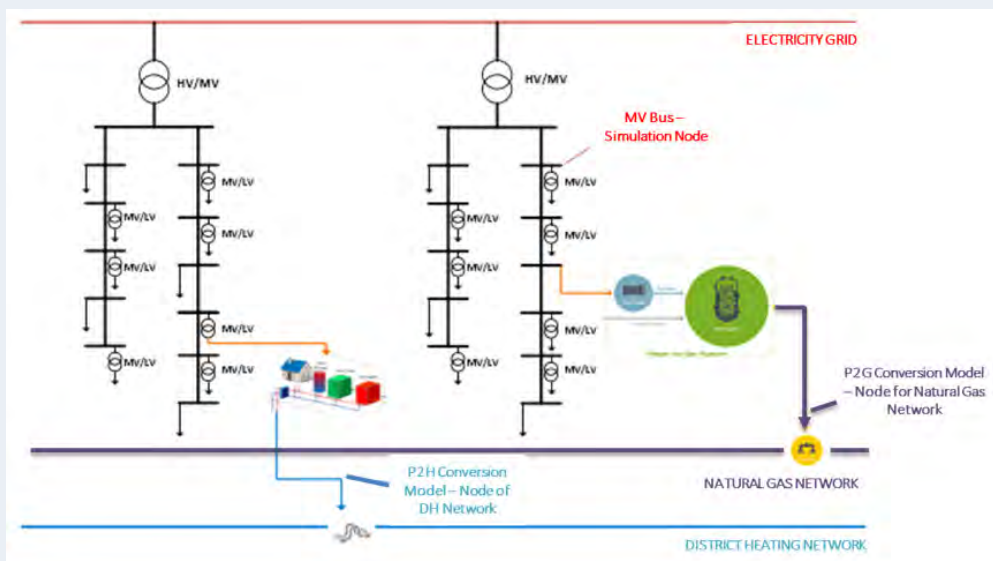 ELECTRICITY GRID
HV/MV
HV/MV
MV Bus –
Simulation Node
MV/LV
MV/LV
MV/LV
MV/LV
MV/LV
MV/LV
MV/LV
MV/LV
MV/LV
MV/LV
MV/LV
MV/LV
MV/LV
MV/LV
P2G Conversion Model
– Node for Natural Gas
Network
P2H Conversion
Model – Node of
DH Network
NATURAL GAS NETWORK
DISTRICT HEATING NETWORK